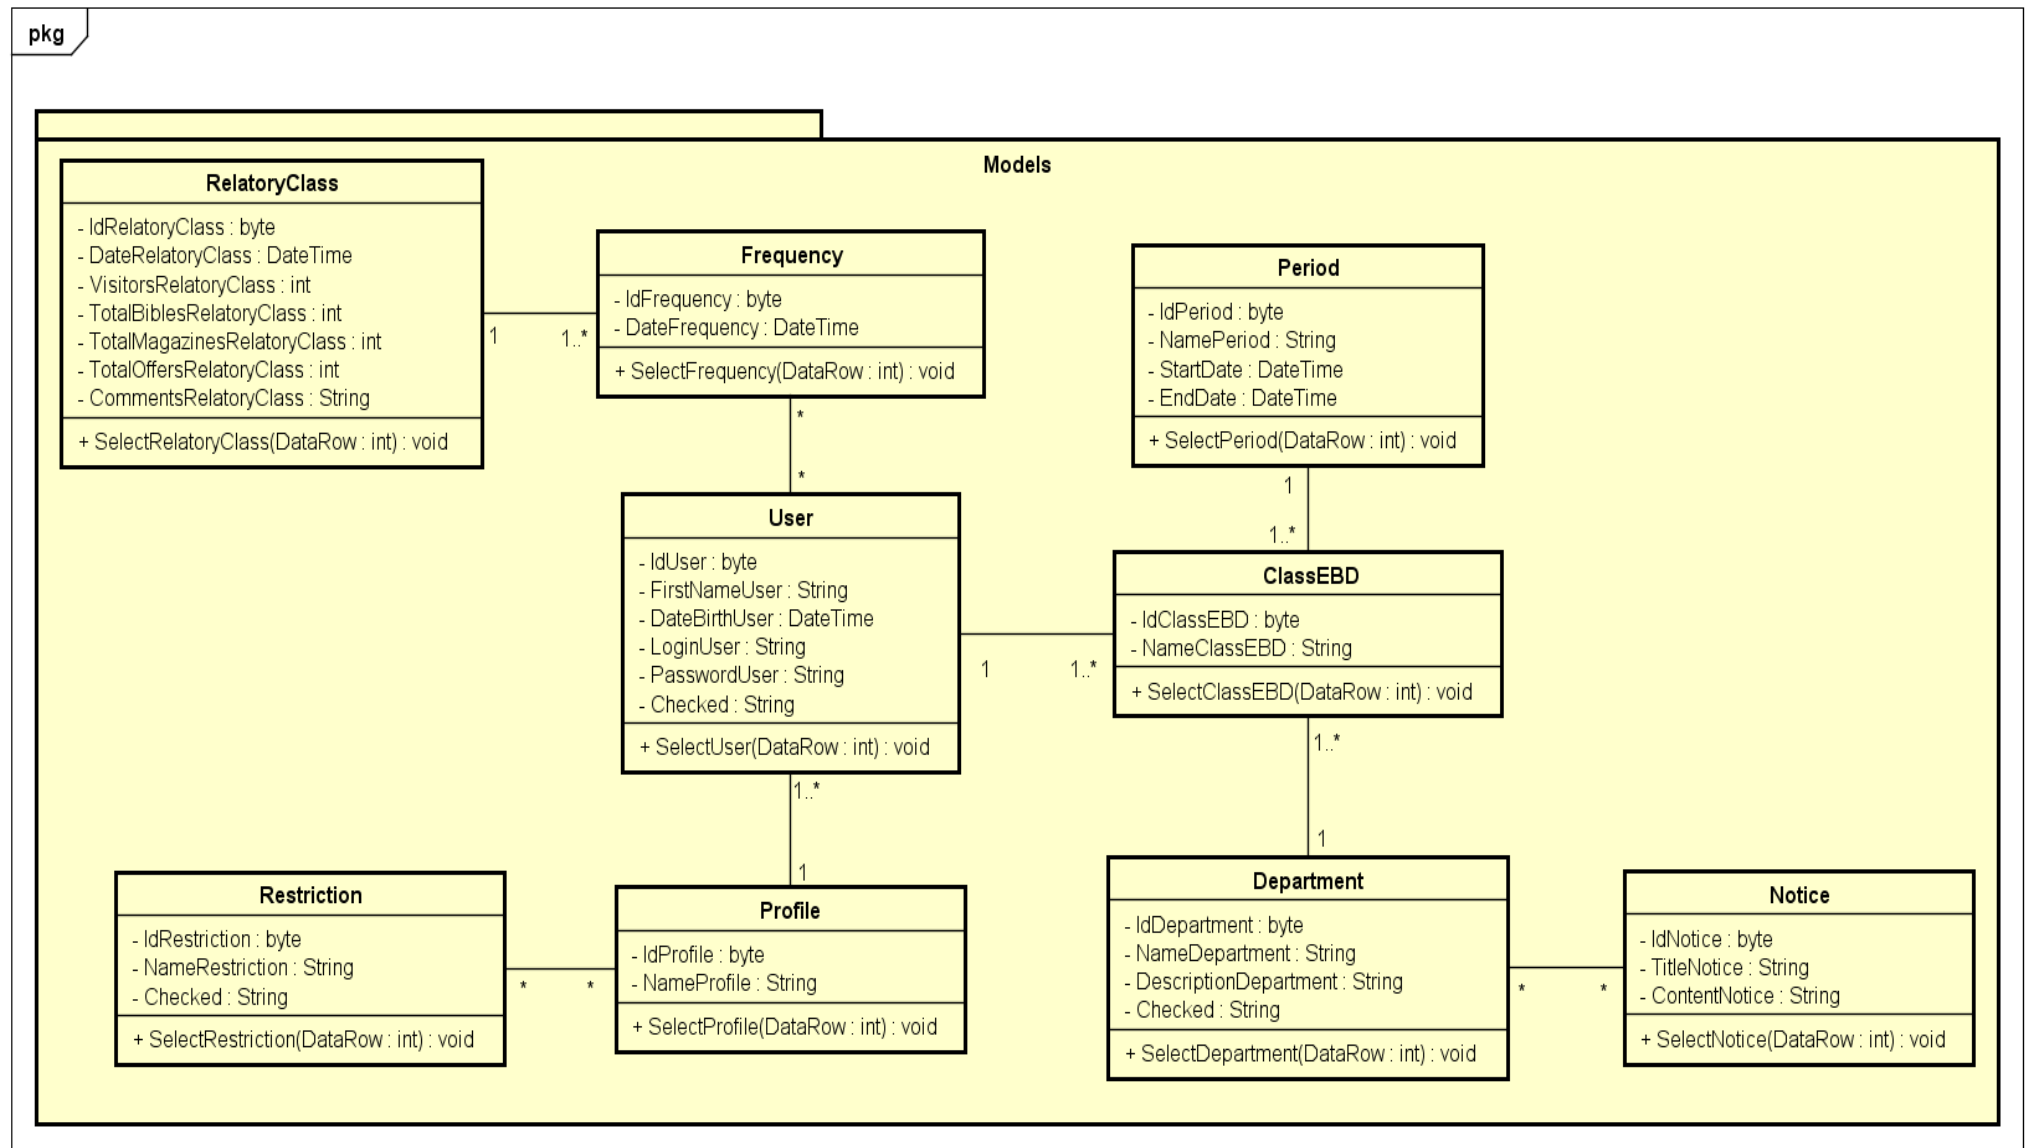 pkg
Models
RelatoryClass
- IdRelatoryClass : byte
- DateRelatoryClass : DateTime
- VisitorsRelatoryClass : int
- TotalBiblesRelatoryClass : int
- TotalMagazinesRelatoryClass : int
- TotalOffersRelatoryClass : int
- CommentsRelatoryClass : String
+ SelectRelatoryClass(DataRow : int) : void
1
1..*
Frequency
- IdFrequency : byte
- DateFrequency : DateTime
+ SelectFrequency(DataRow : int) : void
*
*
Period
- IdPeriod : byte
- NamePeriod : String
- StartDate : DateTime
- EndDate : DateTime
+ SelectPeriod(DataRow : int) : void
1
1..*
User
- IdUser : byte
- FirstNameUser : String
- DateBirthUser : DateTime
- LoginUser : String
- PasswordUser : String
- Checked : String
+ SelectUser(DataRow : int) : void
1
1..*
ClassEBD
- IdClassEBD : byte
- NameClassEBD : String
+ SelectClassEBD(DataRow : int) : void
1..*
1
1..*
1
Restriction
- IdRestriction : byte
- NameRestriction : String
- Checked : String
+ SelectRestriction(DataRow : int) : void
*
*
Profile
- IdProfile : byte
- NameProfile : String
+ SelectProfile(DataRow : int) : void
Department
- IdDepartment : byte
- NameDepartment : String
- DescriptionDepartment : String
- Checked : String
+ SelectDepartment(DataRow : int) : void
*
*
Notice
- IdNotice : byte
- TitleNotice : String
- ContentNotice : String
+ SelectNotice(DataRow : int) : void